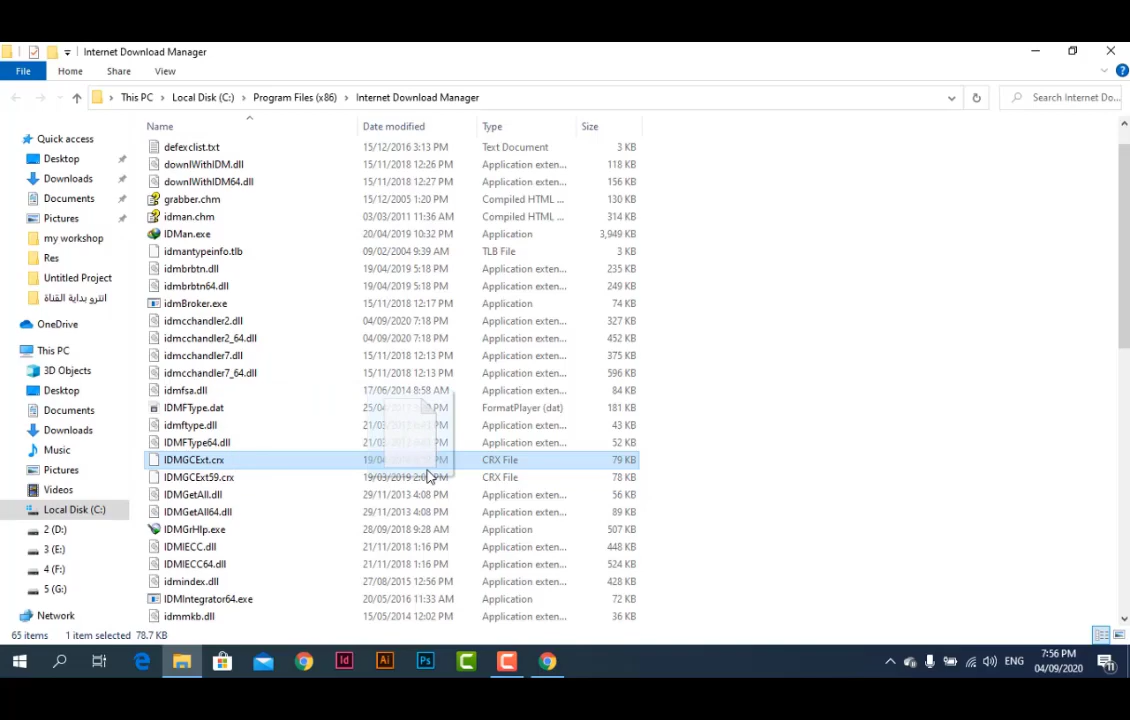 Internet Download Manager
File Home Share View
This PC Local Disk (C:) Program Files (x86) Internet Download Manager Search Internet Do...
Name Date modified Type Size
Quick access
Desktop
Downloads
Documents
Pictures
my workshop
Res
Untitled Project
انترو بداية القناة
OneDrive
This PC
3D Objects
Desktop
Documents
Downloads
Music
Pictures
Videos
Local Disk (C:)
2 (D:)
3 (E:)
4 (F:)
5 (G:)
Network
defexclist.txt 15/12/2016 3:13 PM Text Document 3 KB
downlWithIDM.dll 15/11/2018 12:26 PM Application exten... 118 KB
downlWithIDM64.dll 15/11/2018 12:27 PM Application exten... 156 KB
grabber.chm 15/12/2005 1:20 PM Compiled HTML ... 130 KB
idman.chm 03/03/2011 11:36 AM Compiled HTML ... 314 KB
IDMan.exe 20/04/2019 10:32 PM Application 3,949 KB
idmantypeinfo.tlb 09/02/2004 9:39 AM TLB File 3 KB
idmbrbtn.dll 19/04/2019 5:18 PM Application exten... 235 KB
idmbrbtn64.dll 19/04/2019 5:18 PM Application exten... 249 KB
idmBroker.exe 15/11/2018 12:17 PM Application 74 KB
idmcchandler2.dll 04/09/2020 7:18 PM Application exten... 327 KB
idmcchandler2_64.dll 04/09/2020 7:18 PM Application exten... 452 KB
idmcchandler7.dll 15/11/2018 12:13 PM Application exten... 375 KB
idmcchandler7_64.dll 15/11/2018 12:13 PM Application exten... 596 KB
idmfsa.dll 17/06/2014 8:58 AM Application exten... 84 KB
IDMFType.dat PM FormatPlayer (dat) 181 KB
idmftype.dll PM Application exten... 43 KB
IDMFType64.dll PM Application exten... 52 KB
IDMGCExt.crx PM CRX File 79 KB
IDMGCExt59.crx 19/03/2019 PM CRX File 78 KB
IDMGetAll.dll 29/11/2013 4:08 PM Application exten... 56 KB
IDMGetAll64.dll 29/11/2013 4:08 PM Application exten... 89 KB
IDMGrHlp.exe 28/09/2018 9:28 AM Application 507 KB
IDMIECC.dll 21/11/2018 1:16 PM Application exten... 448 KB
IDMIECC64.dll 21/11/2018 1:16 PM Application exten... 524 KB
idmindex.dll 27/08/2015 12:56 PM Application exten... 428 KB
IDMIntegrator64.exe 20/05/2016 11:33 AM Application 72 KB
idmmkb.dll 15/05/2014 12:02 PM Application exten... 36 KB
65 items 1 item selected 78.7 KB
Id Ai Ps C C
ENG
7:56 PM
04/09/2020
11